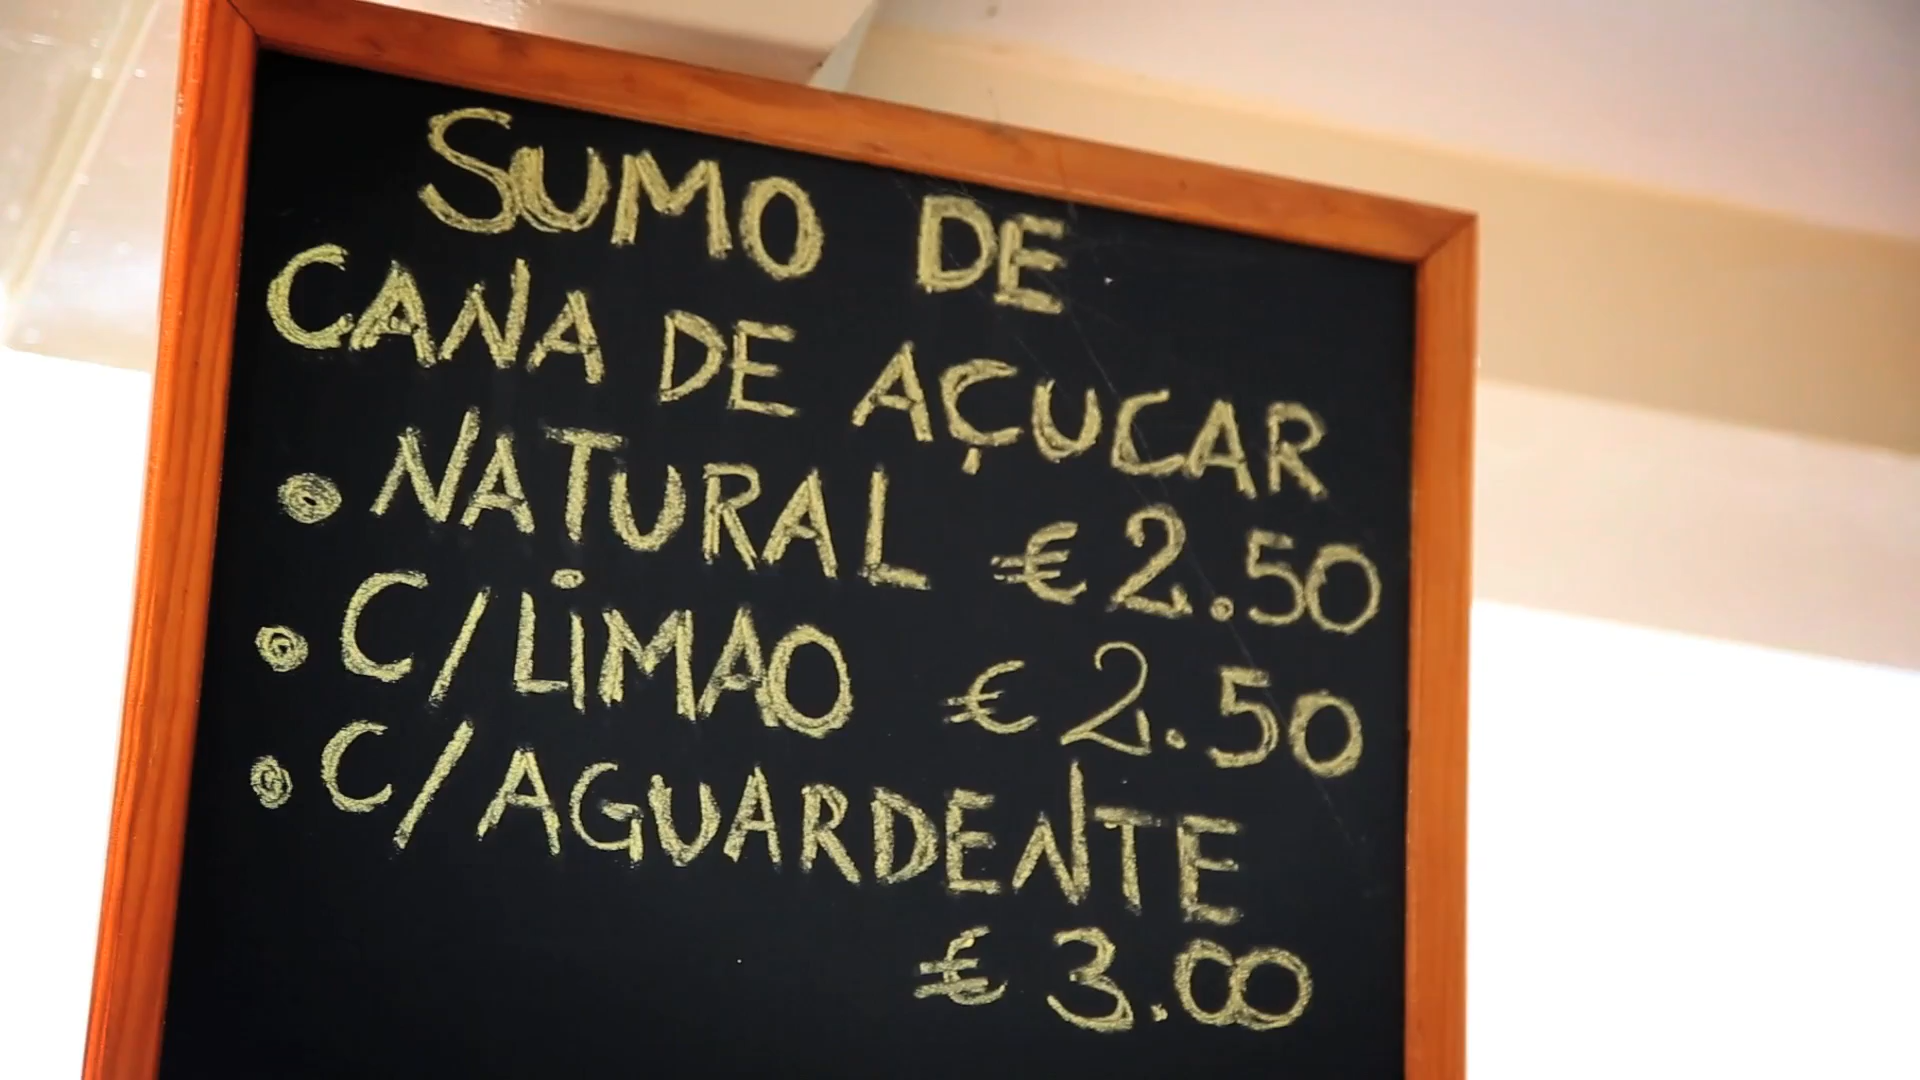 SUMO DE
CANA DE AÇUCAR
• NATURAL € 2.50
• C/LiMAO € 2.50
• C/AGUARDENTE
€ 3.00